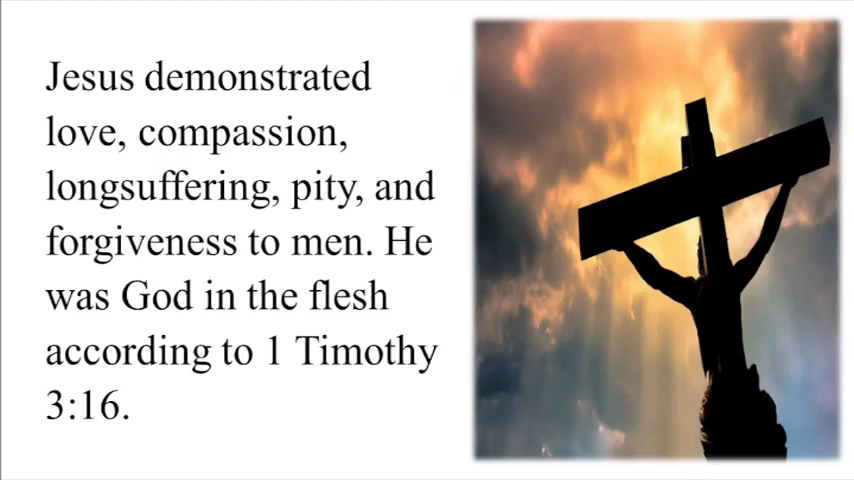 Jesus demonstrated
love, compassion,
longsuffering, pity, and
forgiveness to men. He
was God in the flesh
according to 1 Timothy
3:16.